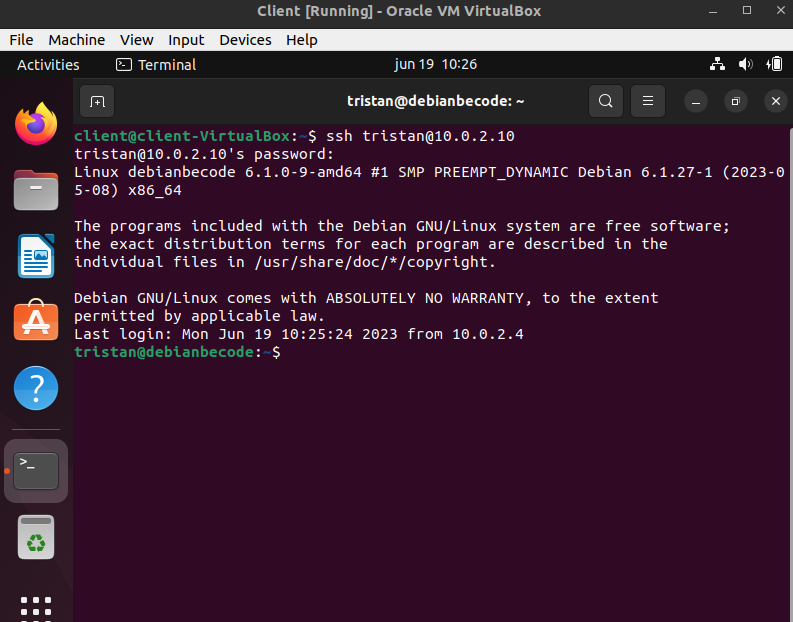 Client [Running] - Oracle VM VirtualBox
File Machine View Input Devices Help
Activities Terminal jun 19 10:26
tristan@debianbecode: ~
client@client-VirtualBox:~$ ssh tristan@10.0.2.10
tristan@10.0.2.10's password:
Linux debianbecode 6.1.0-9-amd64 #1 SMP PREEMPT_DYNAMIC Debian 6.1.27-1 (2023-0
5-08) x86_64
The programs included with the Debian GNU/Linux system are free software;
the exact distribution terms for each program are described in the
individual files in /usr/share/doc/*/copyright.
Debian GNU/Linux comes with ABSOLUTELY NO WARRANTY, to the extent
permitted by applicable law.
Last login: Mon Jun 19 10:25:24 2023 from 10.0.2.4
tristan@debianbecode:~$